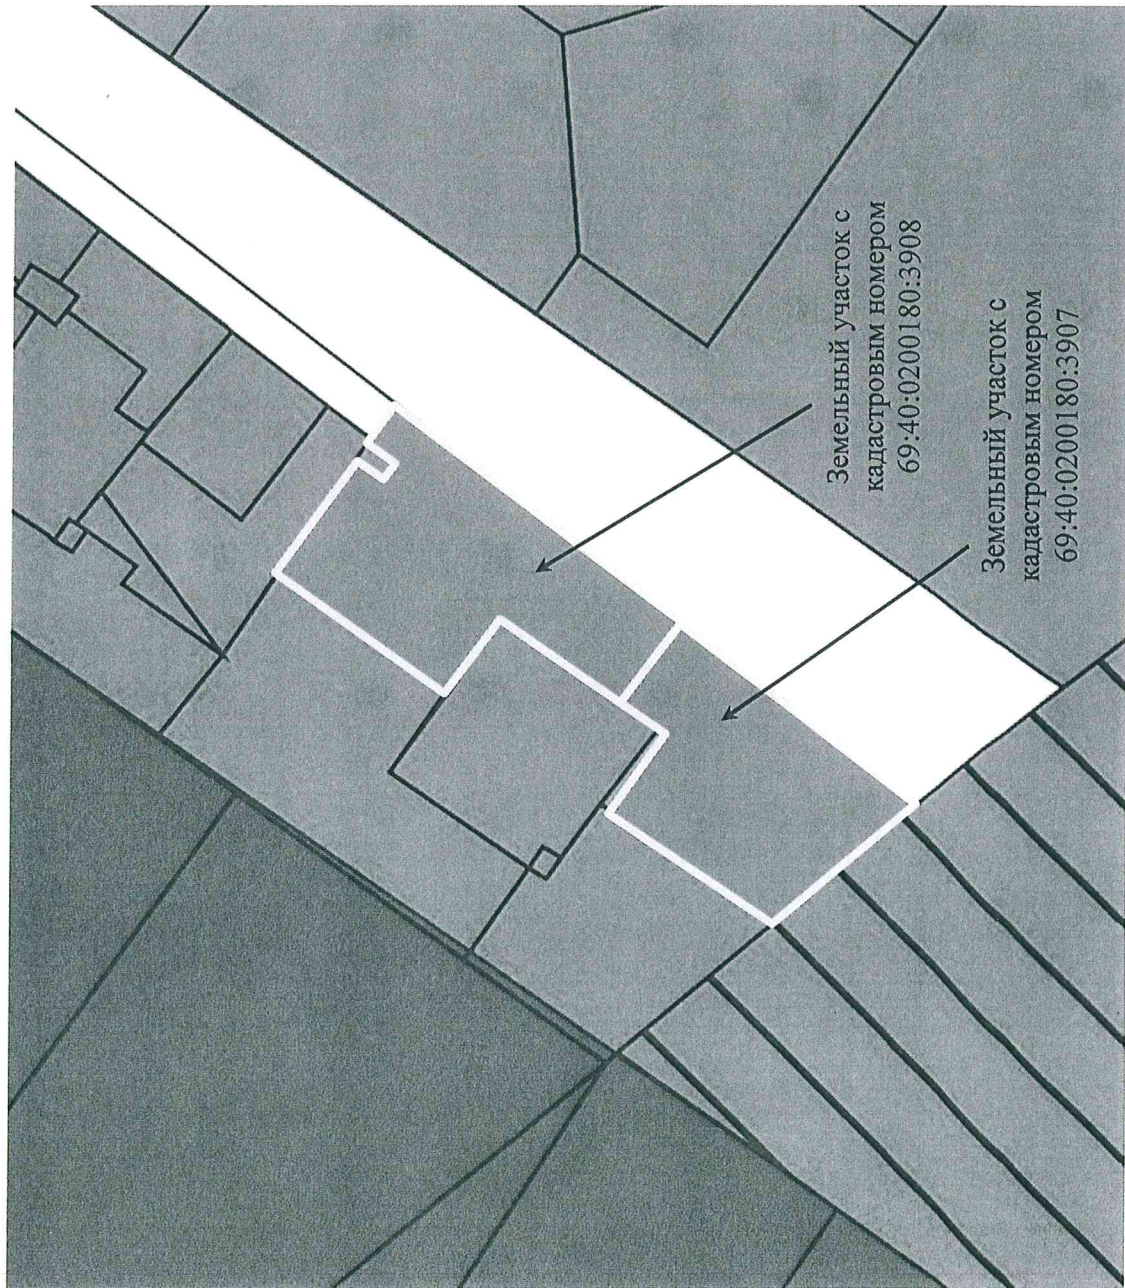 Земельный участок с
кадастровым номером
69:40:0200180:3908
Земельный участок с
кадастровым номером
69:40:0200180:3907